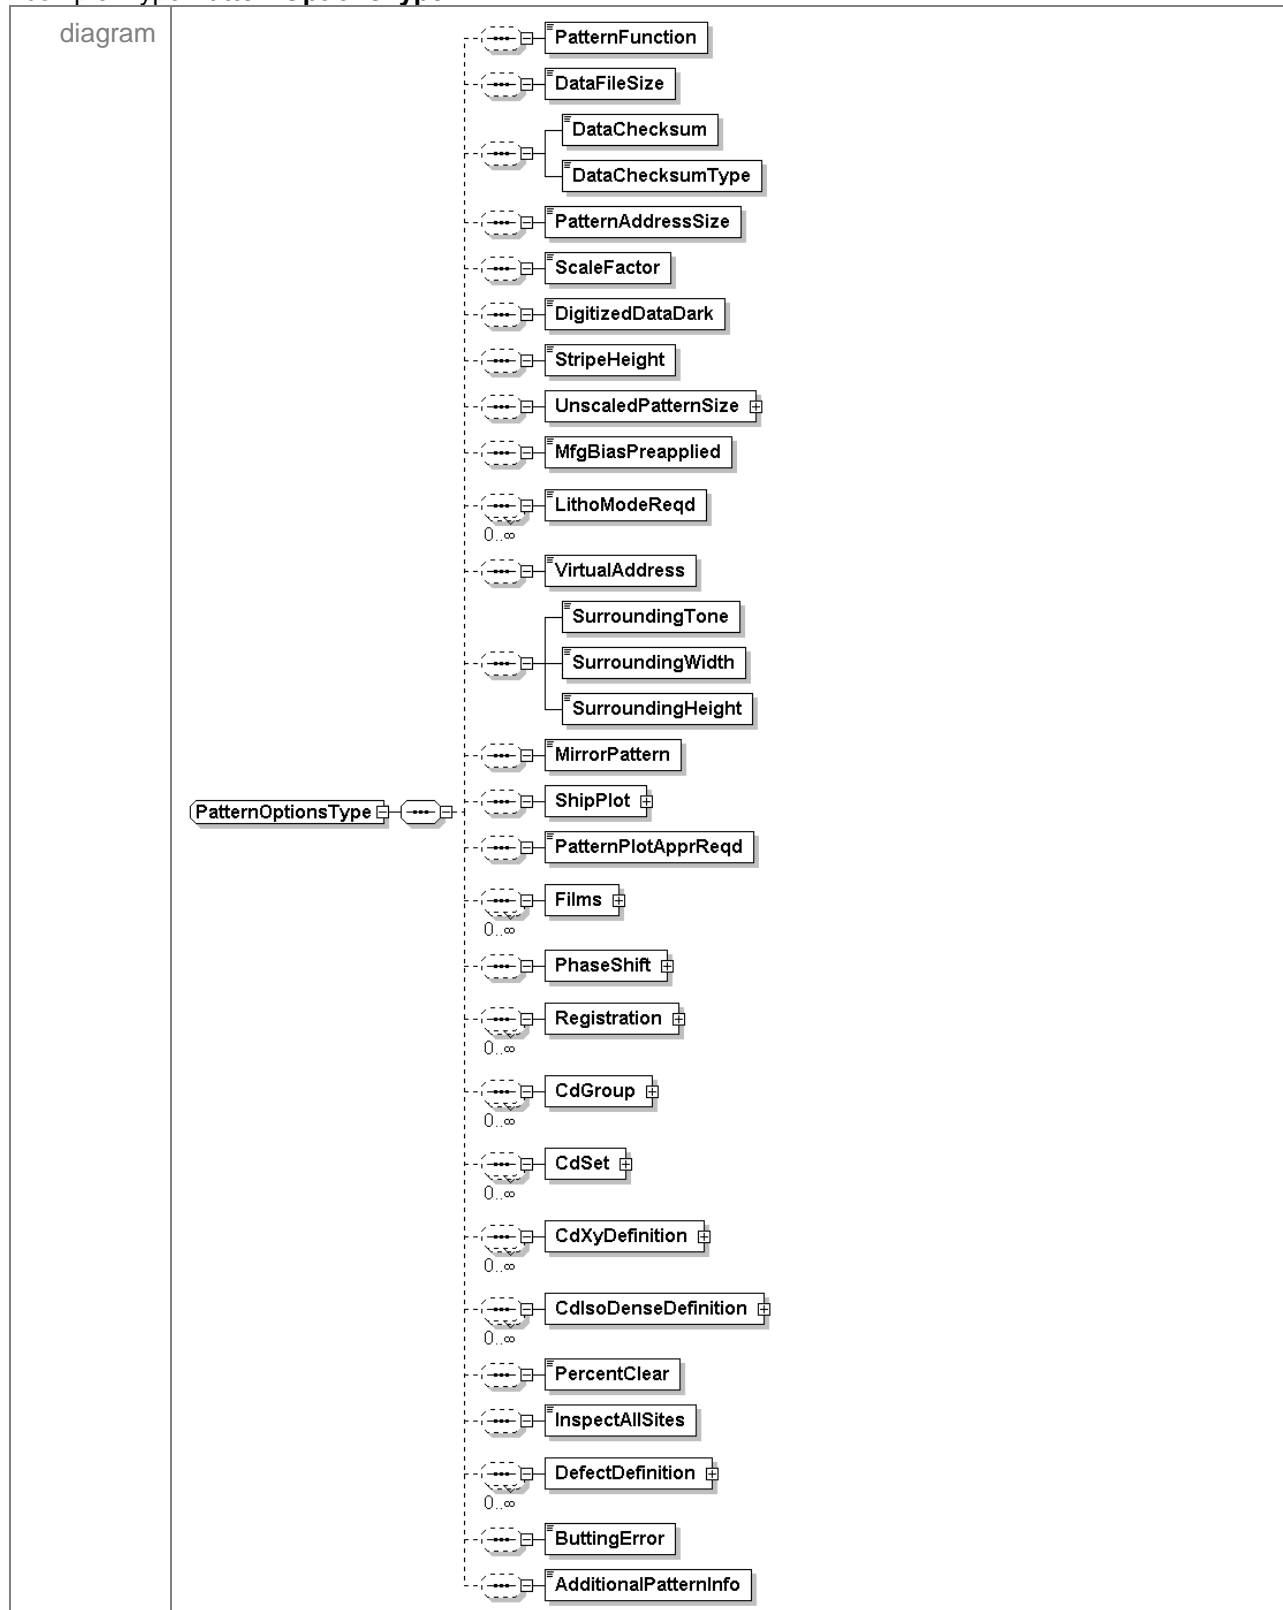 diagram
PatternFunction
DataFileSize
DataChecksum
DataChecksumType
PatternAddressSize
ScaleFactor
DigitizedDataDark
StripeHeight
UnscaledPatternSize
MfgBiasPreapplied
LithoModeReqd
0..∞
VirtualAddress
SurroundingTone
SurroundingWidth
SurroundingHeight
MirrorPattern
ShipPlot
PatternOptionsType
PatternPlotApprReqd
Films
0..∞
PhaseShift
Registration
0..∞
CdGroup
0..∞
CdSet
0..∞
CdXyDefinition
0..∞
CdIsoDenseDefinition
0..∞
PercentClear
InspectAllSites
DefectDefinition
0..∞
ButtingError
AdditionalPatternInfo